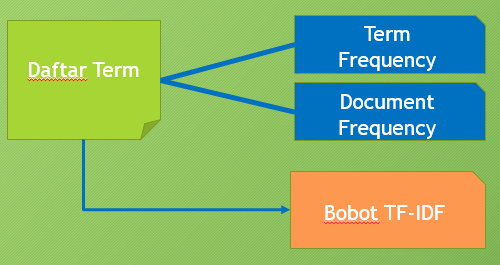 Daftar Term
Term
Frequency
Document
Frequency
Bobot TF-IDF